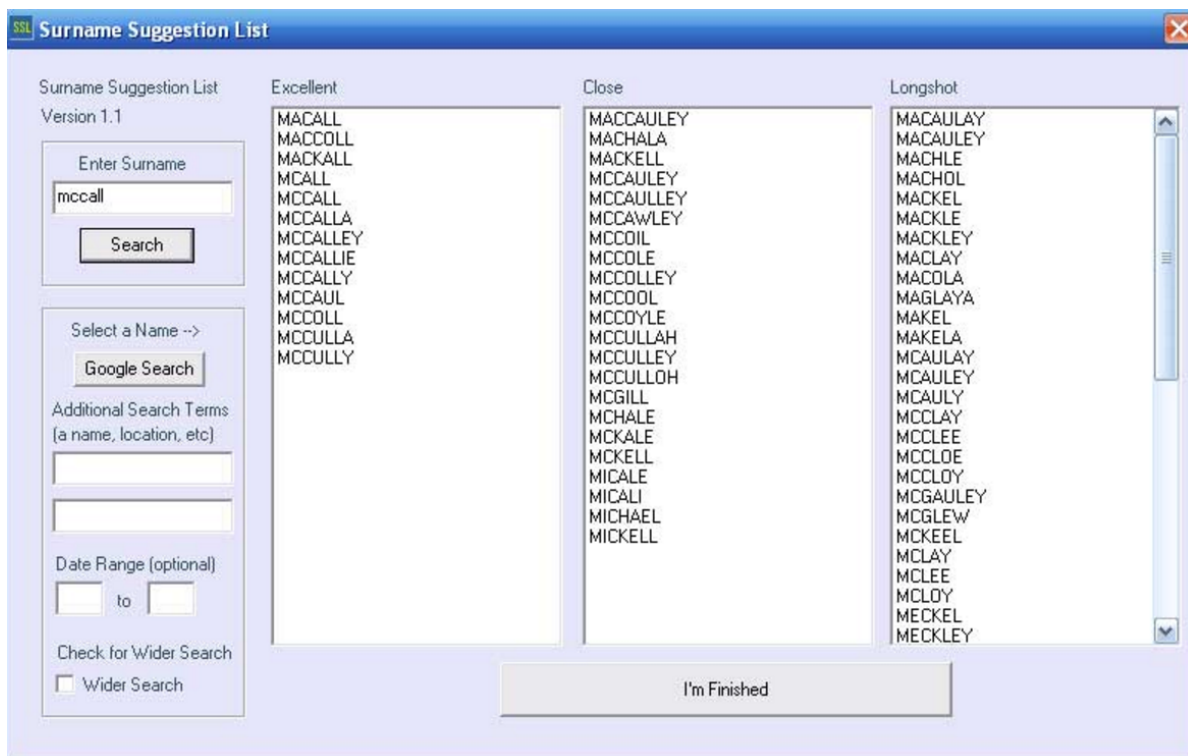 SSL Surname Suggestion List
Surname Suggestion List
Version 1.1
Enter Surname
mccall
Search
Select a Name -->
Google Search
Additional Search Terms
(a name, location, etc)
Date Range (optional)
to
Check for Wider Search
Wider Search
Excellent
MACALL
MACCOLL
MACKALL
MCALL
MCCALL
MCCALLA
MCCALLEY
MCCALLIE
MCCALLY
MCCAUL
MCCOLL
MCCULLA
MCCULLY
Close
MACCAULEY
MACHALA
MACKELL
MCCAULEY
MCCAULLEY
MCCAWLEY
MCCOIL
MCCOLE
MCCOLLEY
MCCOOL
MCCOYLE
MCCULLAH
MCCULLEY
MCCULLOH
MCGILL
MCHALE
MCKALE
MCKELL
MICALE
MICALI
MICHAEL
MICKELL
Longshot
MACAULAY
MACAULEY
MACHLE
MACHOL
MACKEL
MACKLE
MACKLEY
MACLAY
MACOLA
MAGLAYA
MAKEL
MAKELA
MCAULAY
MCAULEY
MCAULY
MCCLAY
MCCLEE
MCCLOE
MCCLOY
MCGAULEY
MCGLEW
MCKEEL
MCLAY
MCLEE
MCLOY
MECKEL
MECKLEY
I'm Finished